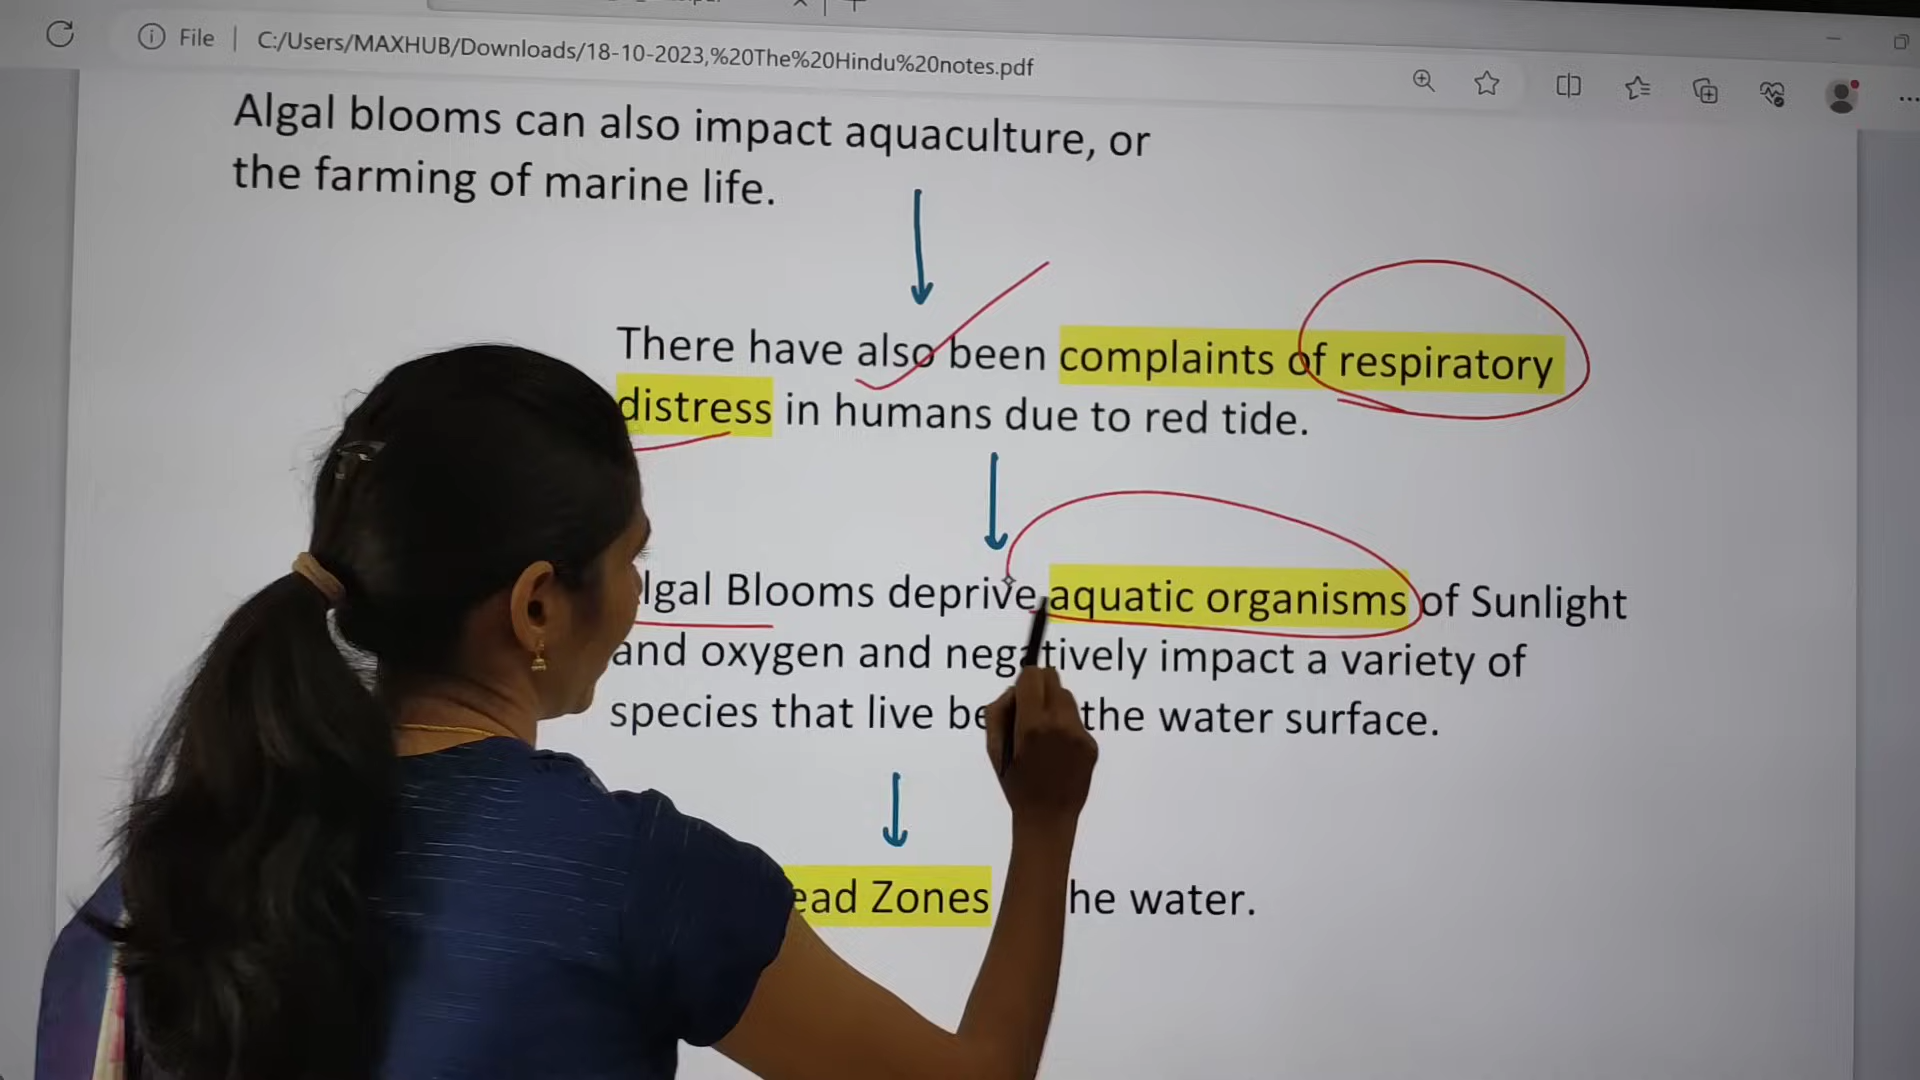 File | C:/Users/MAXHUB/Downloads/18-10-2023,%20The%20Hindu%20notes.pdf
Algal blooms can also impact aquaculture, or
the farming of marine life.
There have also been complaints of respiratory
distress in humans due to red tide.
lgal Blooms deprive aquatic organisms of Sunlight
and oxygen and negatively impact a variety of
species that live be the water surface.
ead Zones he water.